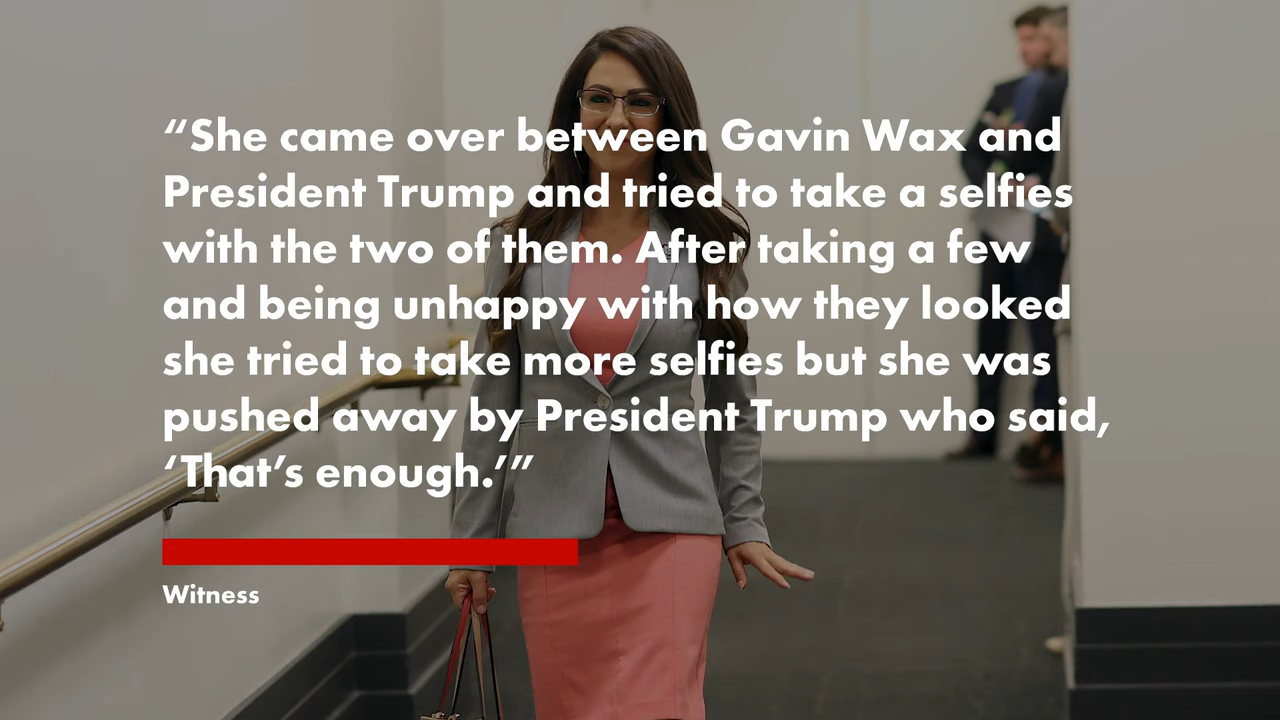 “She came over between Gavin Wax and
President Trump and tried to take a selfies
with the two of them. After taking a few
and being unhappy with how they looked
she tried to take more selfies but she was
pushed away by President Trump who said,
‘That’s enough.’”
Witness